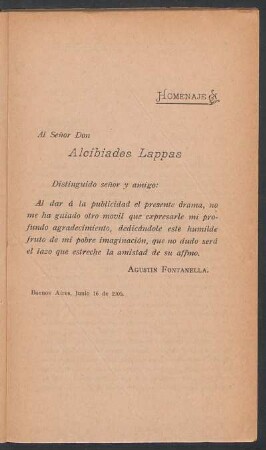 HOMENAJE
Al Señor Don
Alcibiades Lappas
Distinguido señor y amigo:
Al dar á la publicidad el presente drama, no
me ha guiado otro movil que expresarle mi pro-
fundo agradecimiento, dedicándole este humilde
fruto de mi pobre imaginación, que no dudo será
el lazo que estreche la amistad de su affmo.
AGUSTIN FONTANELLA.
Buenos Aires, Junio 16 de